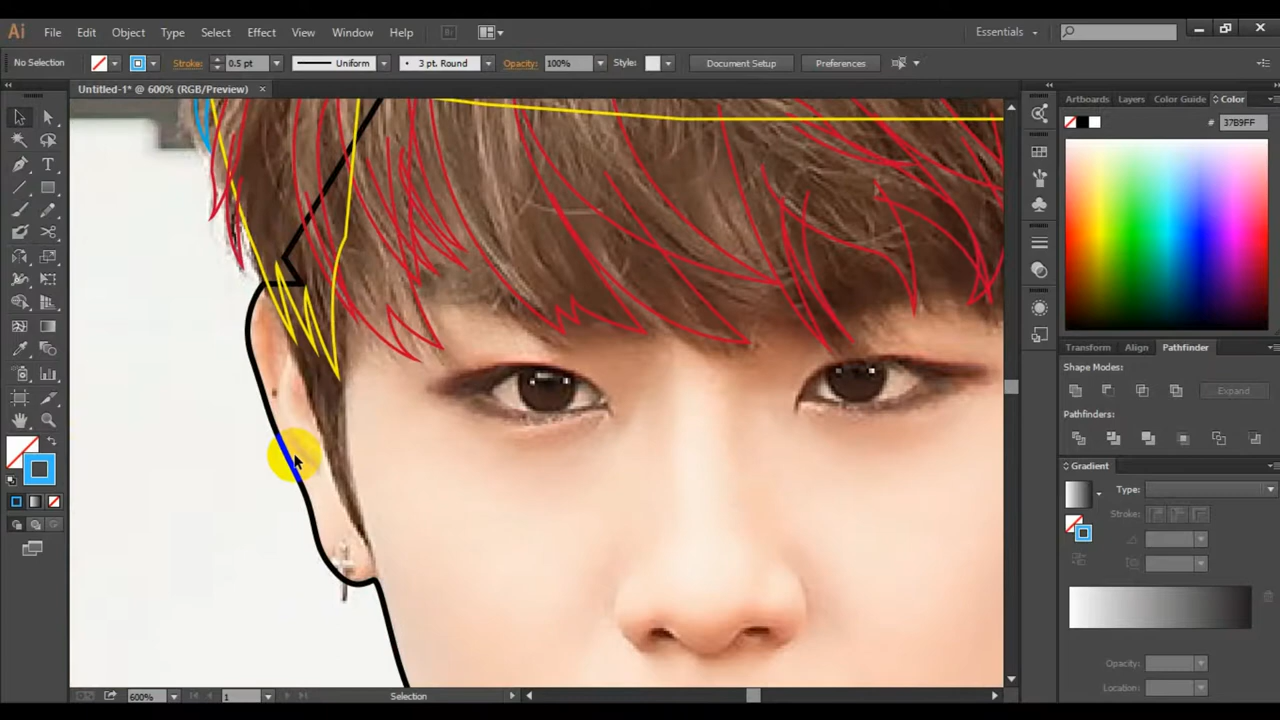 Ai File Edit Object Type Select Effect View Window Help Br Essentials
No Selection Stroke: 0.5 pt Uniform 3 pt. Round Opacity: 100% Style: Document Setup Preferences
Untitled-1* @ 600% (RGB/Preview) ×
Artboards Layers Color Guide Color
# 37B9FF
Transform Align Pathfinder
Shape Modes:
Expand
Pathfinders:
Gradient
Type:
Stroke:
Opacity:
Location:
600% 1 Selection